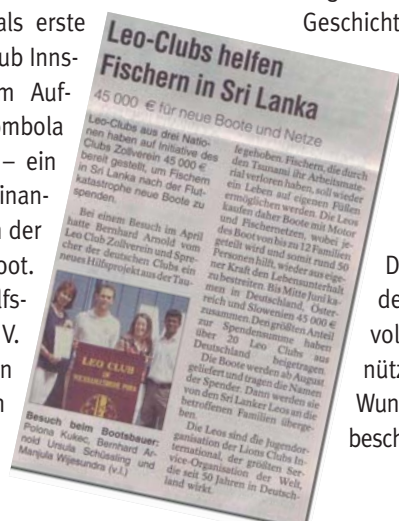 als erste
ub Inns-
m Auf-
ombola
– ein
inan-
n der
oot.
lfs-
V.
n
n
Geschicht
D
de
vol
nütz
Wun
besch
Leo-Clubs helfen
Fischern in Sri Lanka
45 000 € für neue Boote und Netze
Leo-Clubs aus drei Natio-
nen haben auf Initiative des
Clubs Zollverein 45 000 €
bereit gestellt, um Fischern
in Sri Lanka nach der Flut-
katastrophe neue Boote zu
spenden.
Bei einem Besuch im April
hatte Bernhard Arnold vom
Leo Club Zollverein und Spre-
cher der deutschen Clubs ein
neues Hilfsprojekt aus der Tau-
LEO CLUB
Besuch beim Bootsbauer:
Polona Kukec, Bernhard Ar-
nold Ursula Schüssling und
Manjula Wijesundra (v.l.)
fe gehoben. Fischern, die durch
den Tsunami ihr Arbeitsmate-
rial verloren haben, soll wieder
ein Leben auf eigenen Füßen
ermöglichen werden. Die Leos
kaufen daher Boote mit Motor
und Fischernetzen, wobei je-
des Boot von bis zu 12 Familien
geteilt wird und somit rund 50
Personen hilft, wieder aus eige-
ner Kraft den Lebensunterhalt
zu bestreiten. Bis Mitte Juni ka-
men in Deutschland, Öster-
reich und Slowenien 45 000 €
zusammen. Den größten Anteil
zur Spendensumme haben
über 20 Leo Clubs aus
Deutschland beigetragen.
Die Boote werden ab August
geliefert und tragen die Namen
der Spender. Dann werden sie
von den Sri Lanker Leos an die
betroffenen Familien überge-
ben.
Die Leos sind die Jugendor-
ganisation der Lions Clubs In-
ternational, der größten Ser-
vice-Organisation der Welt,
die seit 50 Jahren in Deutsch-
land wirkt.